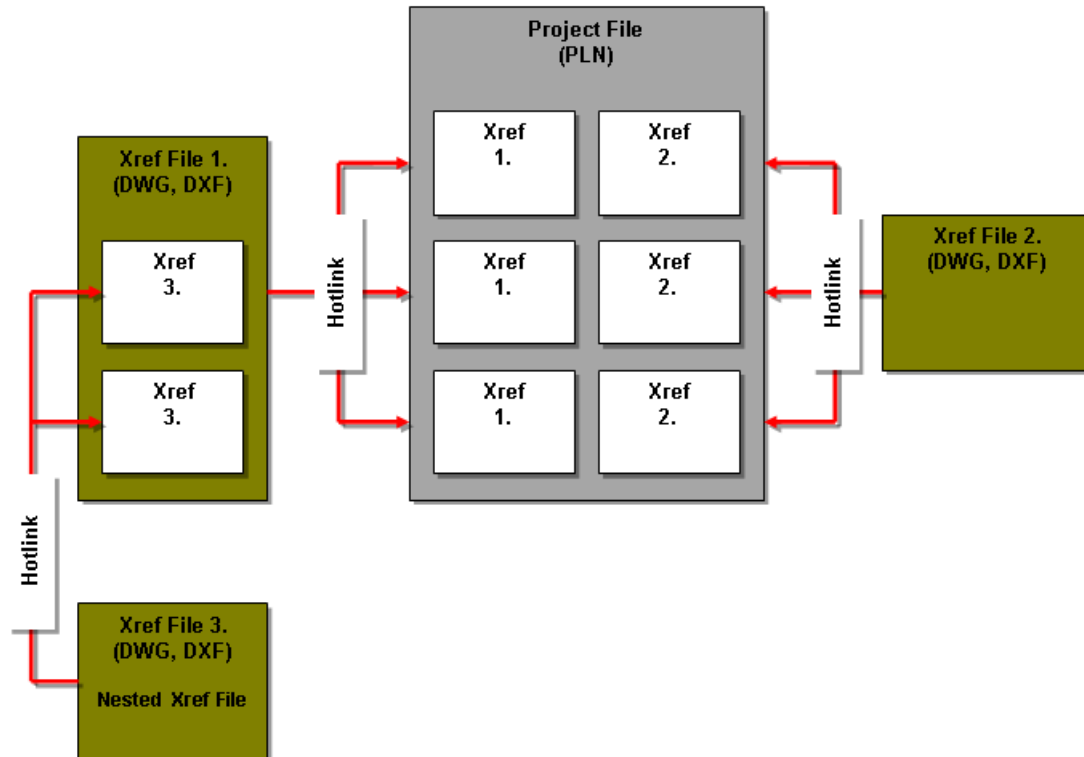 Project File
(PLN)
Xref
1.
Xref
2.
Xref File 1.
(DWG, DXF)
Xref
3.
Xref
3.
Hotlink
Xref
1.
Xref
2.
Xref
1.
Xref
2.
Hotlink
Xref File 2.
(DWG, DXF)
Hotlink
Xref File 3.
(DWG, DXF)
Nested Xref File